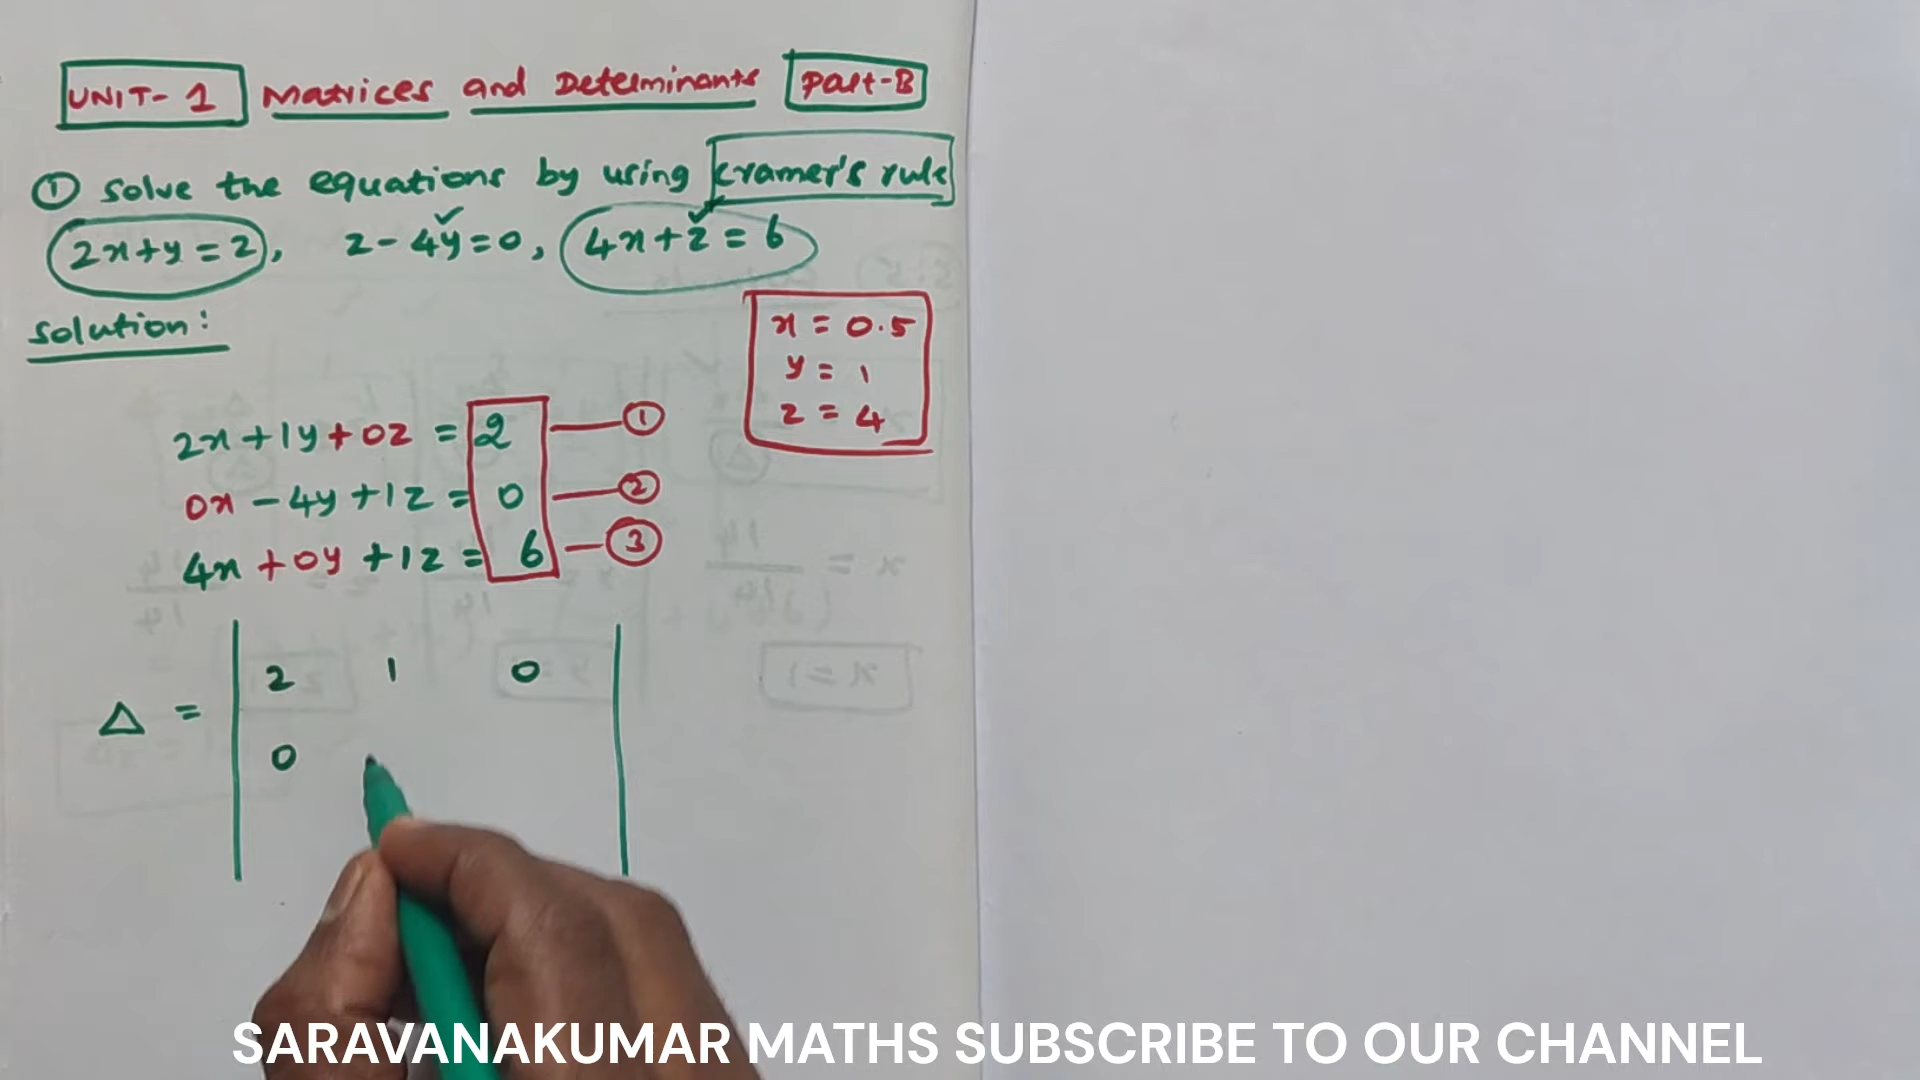 UNIT-1 Matrices and Determinants Part-B
① Solve the equations by using Cramer's rule
2x+y=2, z-4y=0, 4x+z=6
Solution:
x = 0.5
y = 1
z = 4
2x+1y+0z = 2 — ①
0x-4y+1z = 0 — ②
4x+0y+1z = 6 — ③
2 1 0
Δ =
0
SARAVANAKUMAR MATHS SUBSCRIBE TO OUR CHANNEL